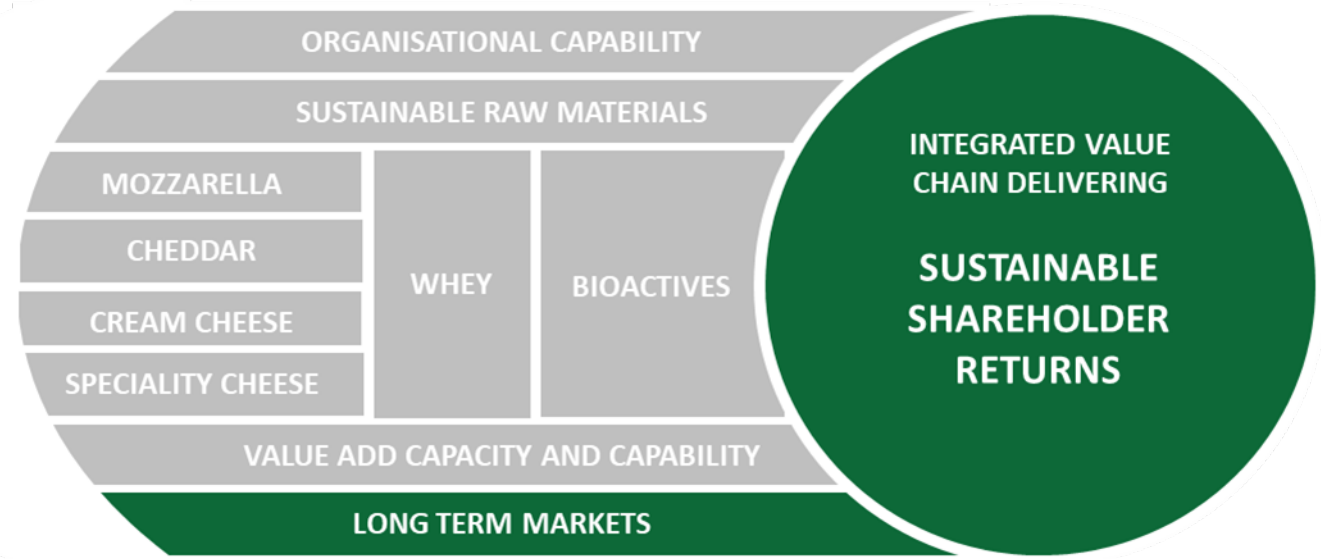 ORGANISATIONAL CAPABILITY
SUSTAINABLE RAW MATERIALS
MOZZARELLA
CHEDDAR
CREAM CHEESE
SPECIALITY CHEESE
WHEY
BIOACTIVES
VALUE ADD CAPACITY AND CAPABILITY
LONG TERM MARKETS
INTEGRATED VALUE
CHAIN DELIVERING
SUSTAINABLE
SHAREHOLDER
RETURNS